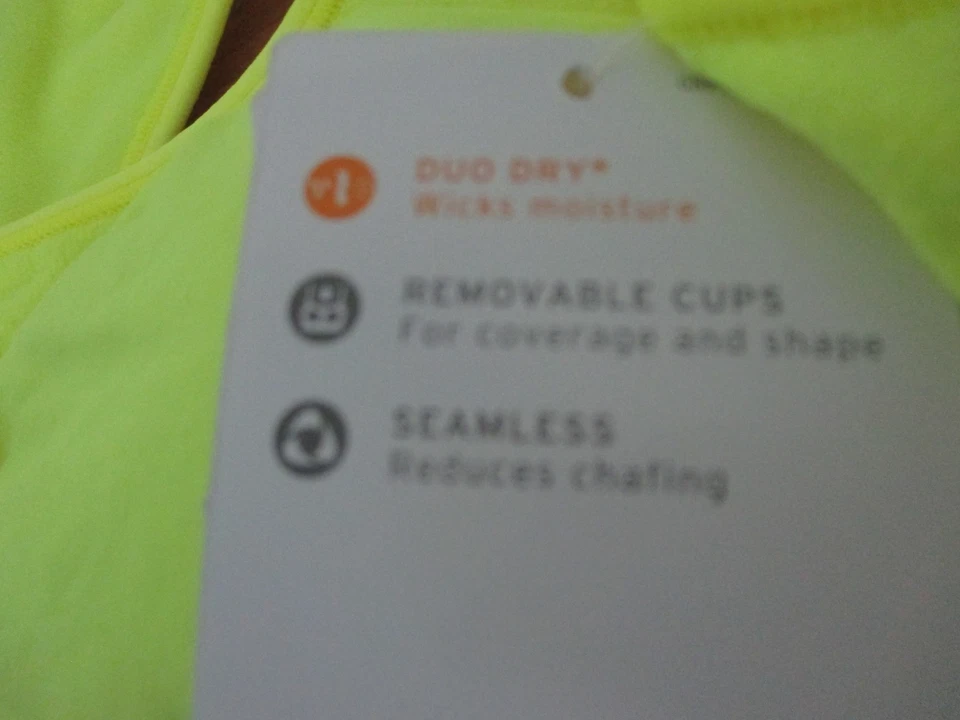 DUO DRY+
Wicks moisture
REMOVABLE CUPS
For coverage and shape
SEAMLESS
Reduces chafing